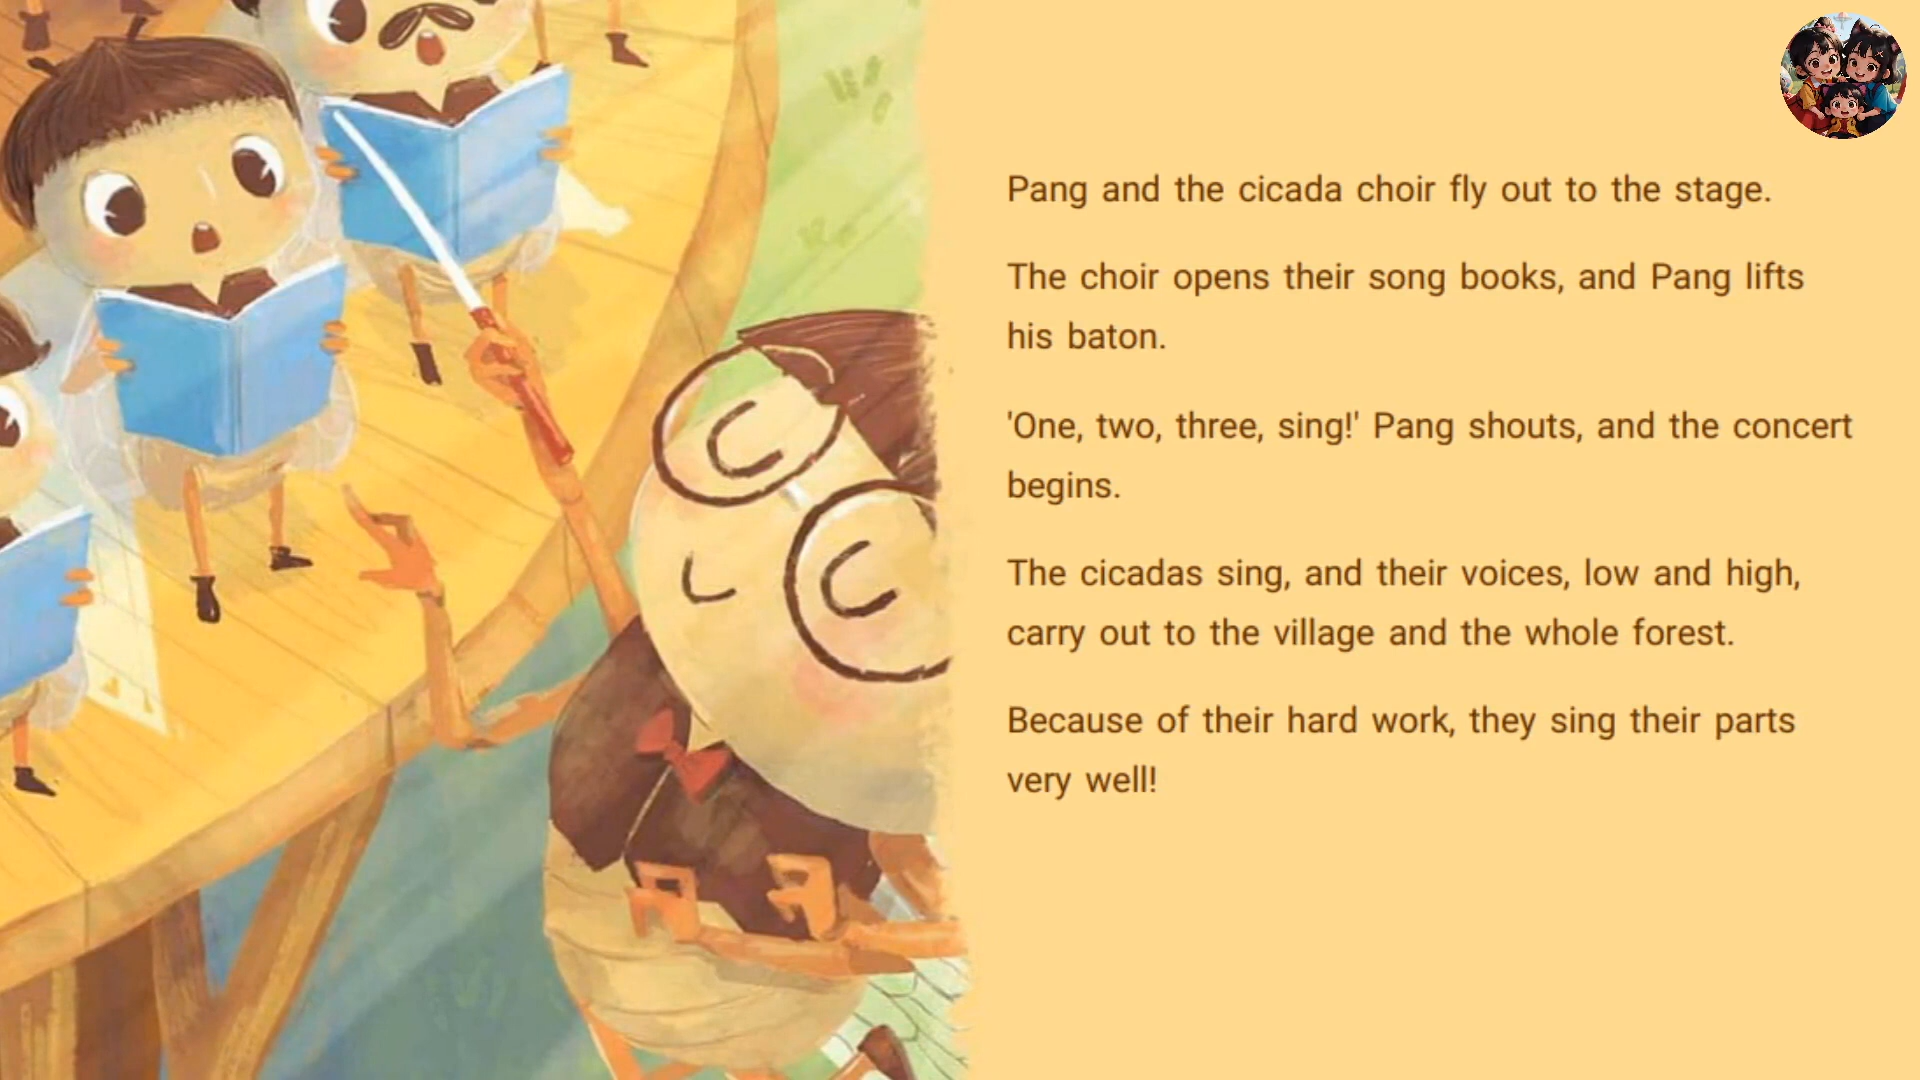 Pang and the cicada choir fly out to the stage.
The choir opens their song books, and Pang lifts
his baton.
'One, two, three, sing!' Pang shouts, and the concert
begins.
The cicadas sing, and their voices, low and high,
carry out to the village and the whole forest.
Because of their hard work, they sing their parts
very well!